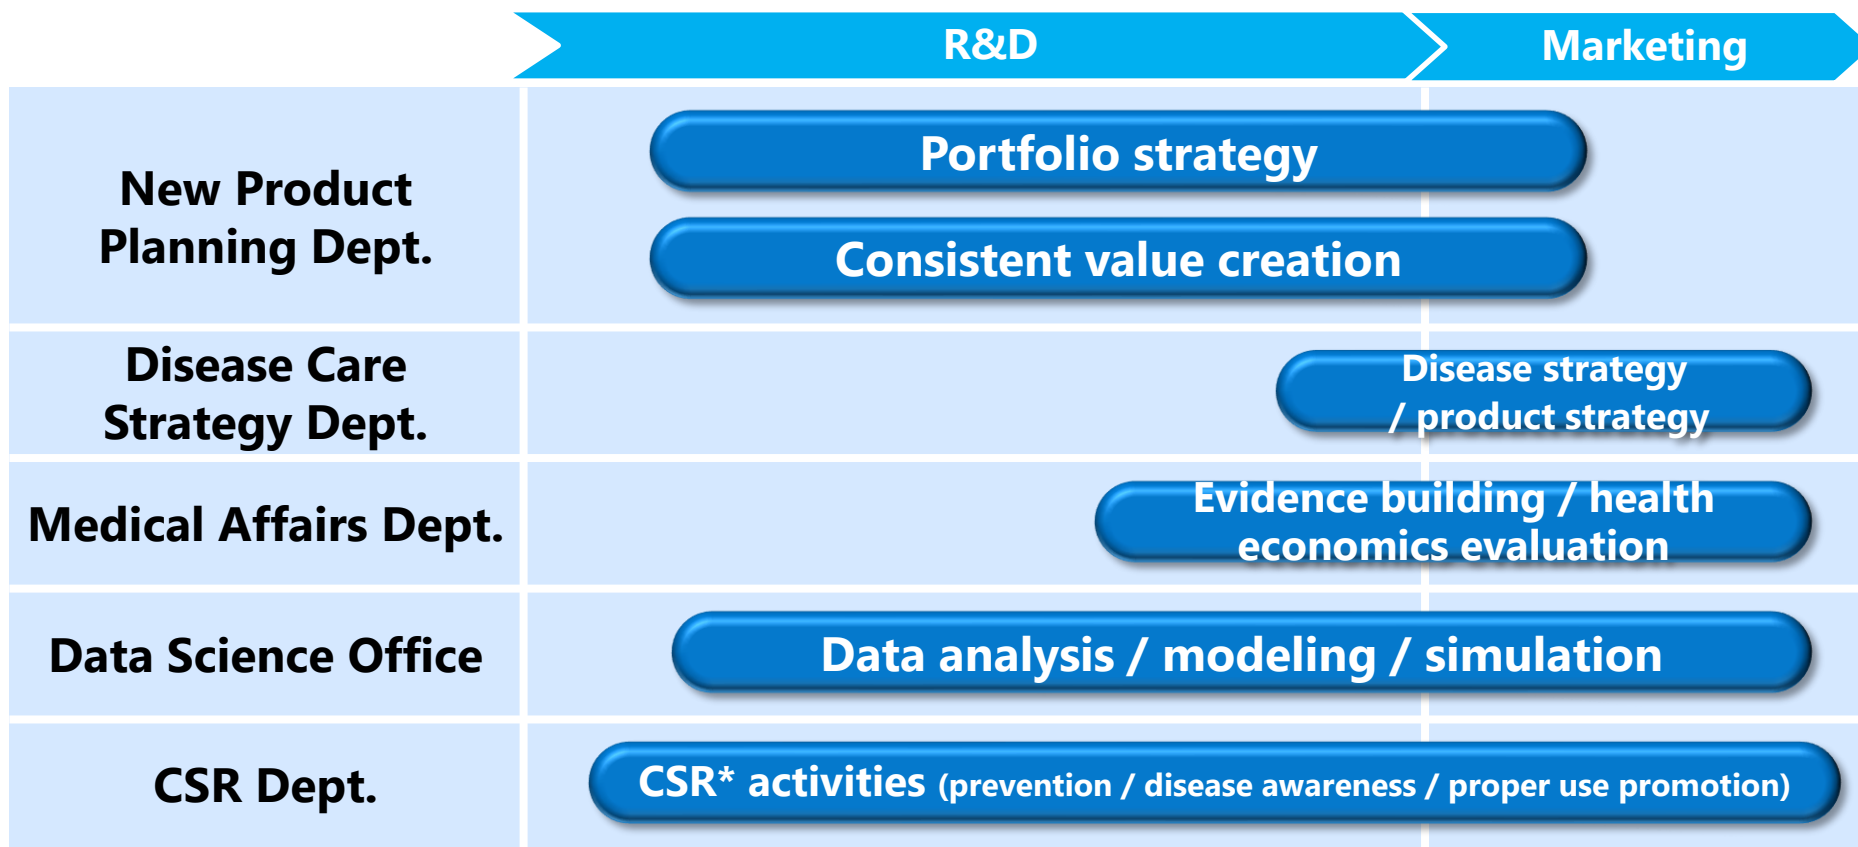 R&D
Marketing
New Product
Planning Dept.
Portfolio strategy
Consistent value creation
Disease Care
Strategy Dept.
Disease strategy
/ product strategy
Medical Affairs Dept.
Evidence building / health
economics evaluation
Data Science Office
Data analysis / modeling / simulation
CSR Dept.
CSR* activities (prevention / disease awareness / proper use promotion)